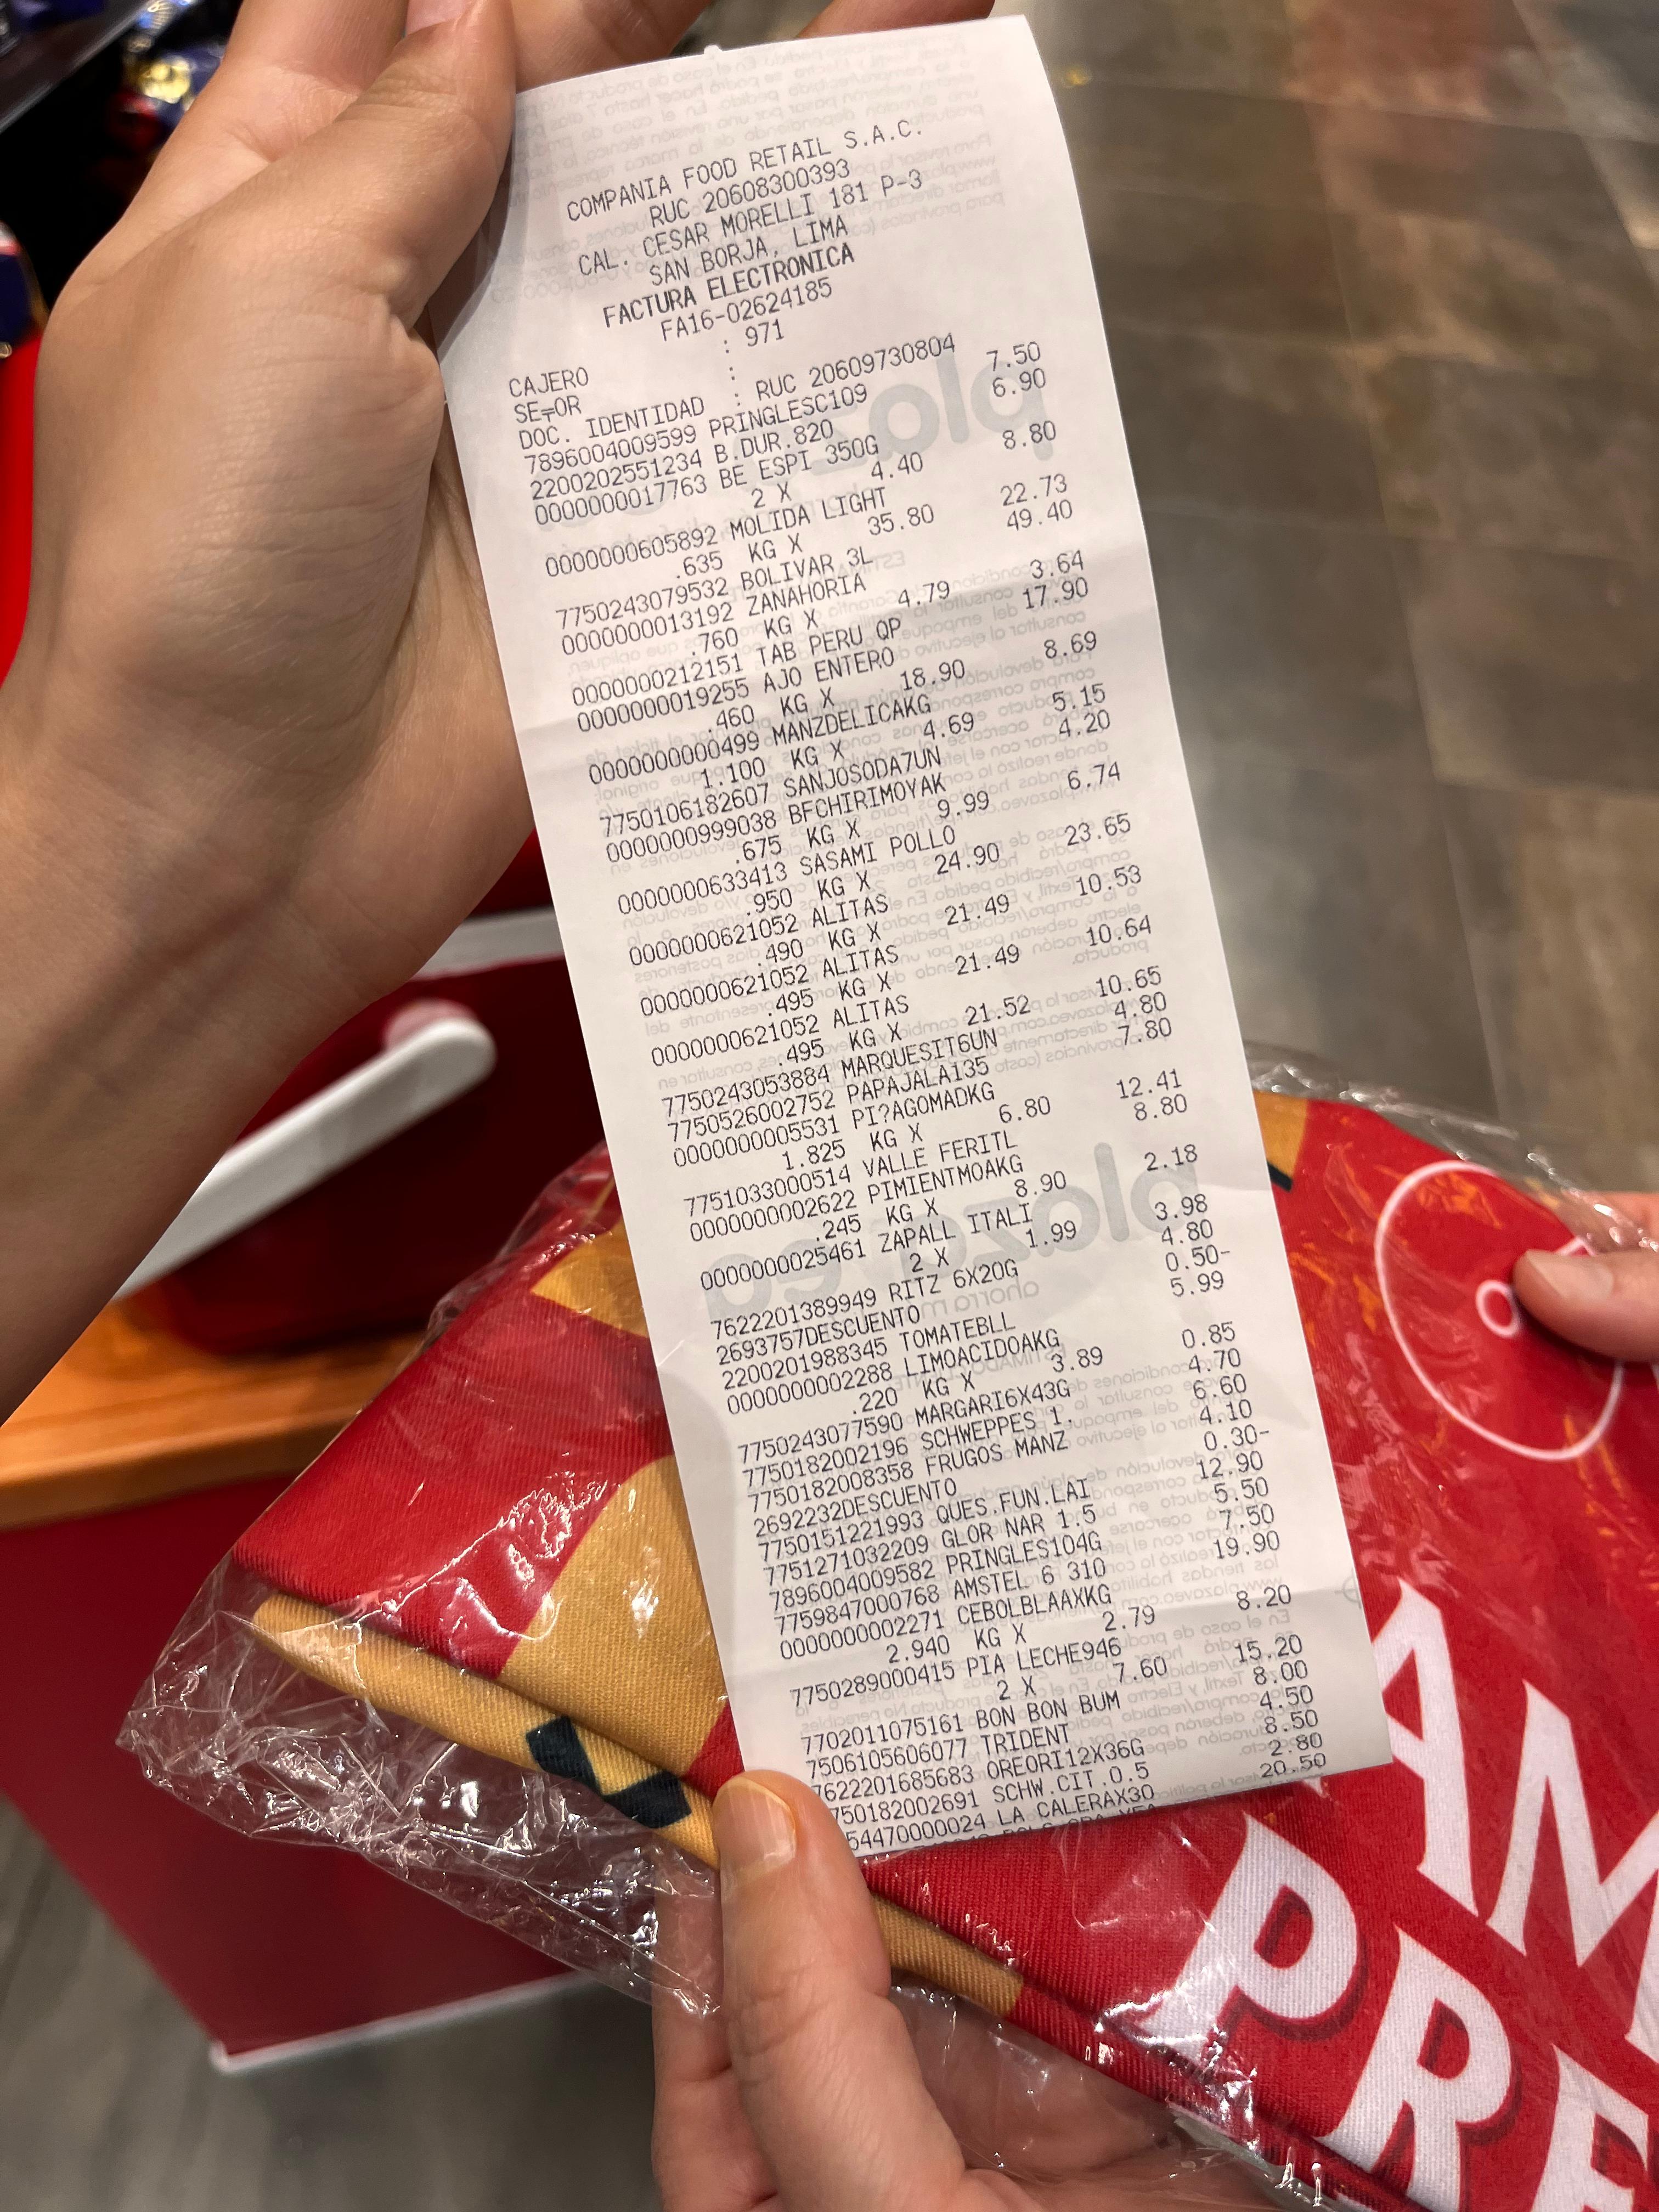 COMPANIA FOOD RETAIL S.A.C.
RUC 20608300393
CAL. CESAR MORELLI 181 P-3
SAN BORJA, LIMA
FACTURA ELECTRONICA
FA16-02624185
CAJERO : 971
SE╤OR :
DOC. IDENTIDAD : RUC 20609730804
7896004009599 PRINGLESC109 7.50
2200202551234 B.DUR.820 6.90
0000000017763 BE ESPI 350G
2 X 4.40 8.80
0000000605892 MOLIDA LIGHT
.635 KG X 35.80 22.73
7750243079532 BOLIVAR 3L 49.40
0000000013192 ZANAHORIA
.760 KG X 4.79 3.64
0000000212151 TAB PERU QP 17.90
0000000019255 AJO ENTERO
.460 KG X 18.90 8.69
0000000000499 MANZDELICAKG
1.100 KG X 4.69 5.15
7750106182607 SANJOSODA7UN 4.20
0000000999038 BFCHIRIMOYAK
.675 KG X 9.99 6.74
0000000633413 SASAMI POLLO
.950 KG X 24.90 23.65
0000000621052 ALITAS
.490 KG X 21.49 10.53
0000000621052 ALITAS
.495 KG X 21.49 10.64
0000000621052 ALITAS
.495 KG X 21.52 10.65
7750243053884 MARQUESIT6UN 4.80
7750526002752 PAPAJALA135 7.80
0000000005531 PI?AGOMADKG
1.825 KG X 6.80 12.41
7751033000514 VALLE FERITL 8.80
0000000002622 PIMIENTMOAKG
.245 KG X 8.90 2.18
0000000025461 ZAPALL ITALI
2 X 1.99 3.98
7622201389949 RITZ 6X20G 4.80
2693757DESCUENTO 0.50-
2200201988345 TOMATEBLL 5.99
0000000002288 LIMOACIDOAKG
.220 KG X 3.89 0.85
7750243077590 MARGARI6X43G 4.70
7750182002196 SCHWEPPES 1. 6.60
7750182008358 FRUGOS MANZ 4.10
2692232DESCUENTO 0.30-
7750151221993 QUES.FUN.LAI 12.90
7751271032209 GLOR NAR 1.5 5.50
7896004009582 PRINGLES104G 7.50
7759847000768 AMSTEL 6 310 19.90
0000000002271 CEBOLBLAAXKG
2.940 KG X 2.79 8.20
7750289000415 PIA LECHE946
2 X 7.60 15.20
7702011075161 BON BON BUM 8.00
7506105606077 TRIDENT 4.50
7622201685683 OREORI12X36G 8.50
750182002691 SCHW.CIT.0.5 2.80
54470000024 LA CALERAX30 20.50